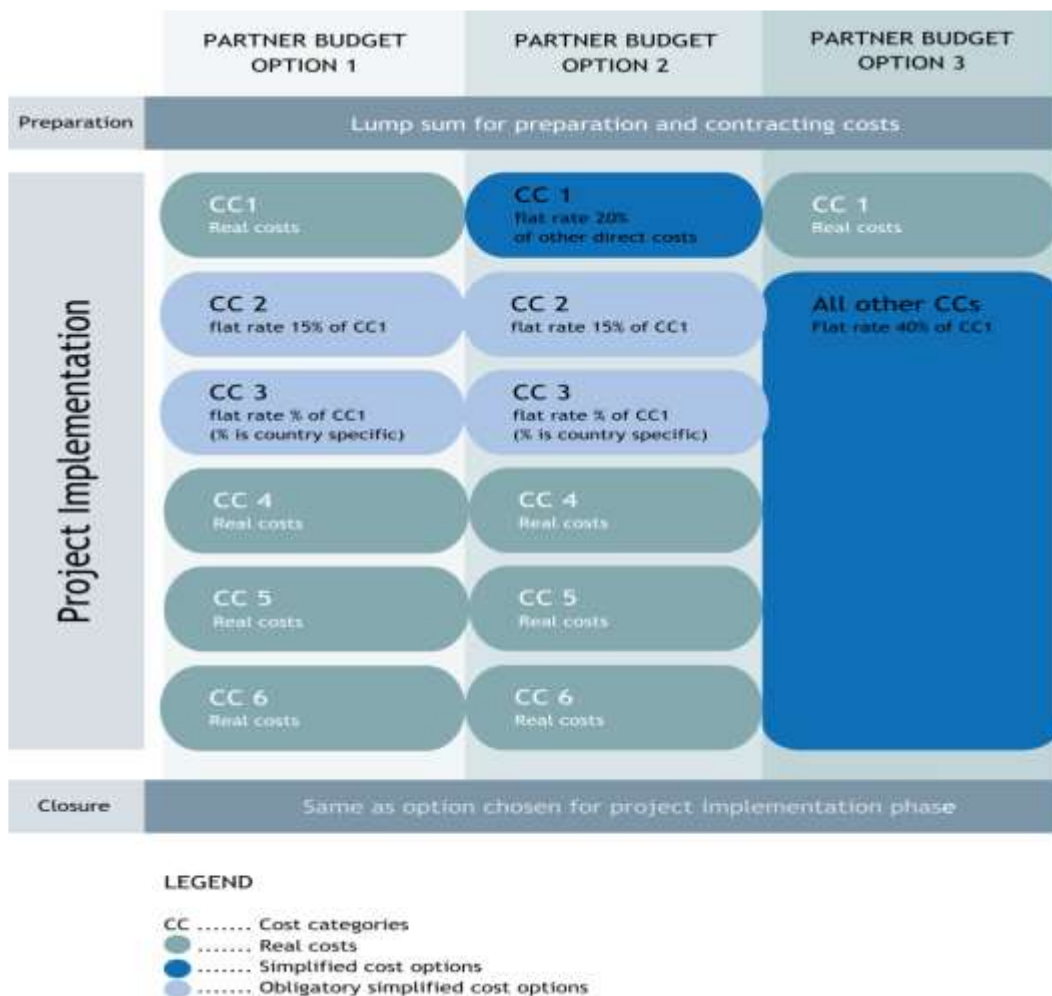 PARTNER BUDGET
OPTION 1
PARTNER BUDGET
OPTION 2
PARTNER BUDGET
OPTION 3
Preparation
Lump sum for preparation and contracting costs
Project Implementation
CC1
Real costs
CC 1
flat rate 20%
of other direct costs
CC 1
Real costs
CC 2
flat rate 15% of CC1
CC 2
flat rate 15% of CC1
All other CCs
Flat rate 40% of CC1
CC 3
flat rate % of CC1
(% is country specific)
CC 3
flat rate % of CC1
(% is country specific)
CC 4
Real costs
CC 4
Real costs
CC 5
Real costs
CC 5
Real costs
CC 6
Real costs
CC 6
Real costs
Closure
Same as option chosen for project implementation phase
LEGEND
CC ....... Cost categories
....... Real costs
....... Simplified cost options
....... Obligatory simplified cost options